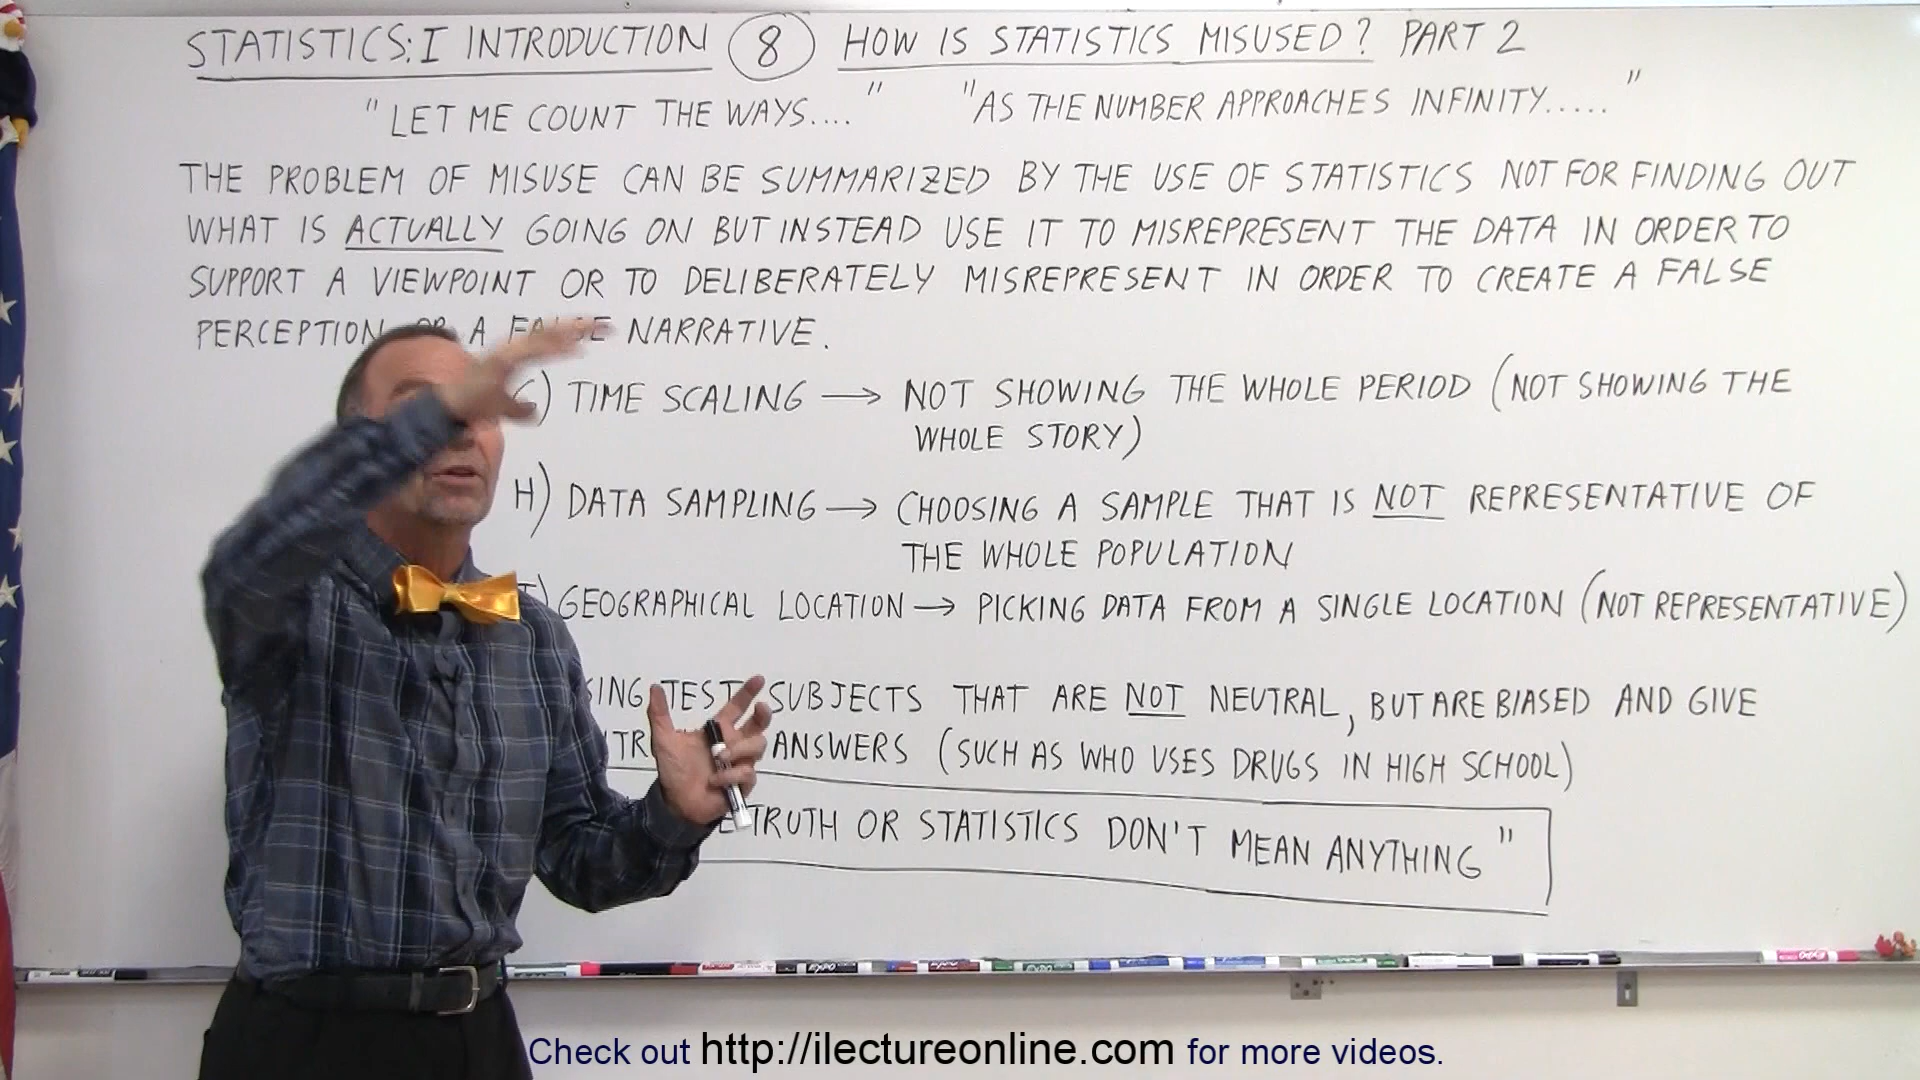 STATISTICS: I INTRODUCTION 8 HOW IS STATISTICS MISUSED? PART 2
"LET ME COUNT THE WAYS...." "AS THE NUMBER APPROACHES INFINITY....."
THE PROBLEM OF MISUSE CAN BE SUMMARIZED BY THE USE OF STATISTICS NOT FOR FINDING OUT
WHAT IS ACTUALLY GOING ON BUT INSTEAD USE IT TO MISREPRESENT THE DATA IN ORDER TO
SUPPORT A VIEWPOINT OR TO DELIBERATELY MISREPRESENT IN ORDER TO CREATE A FALSE
PERCEPTION OR A FALSE NARRATIVE.
G) TIME SCALING → NOT SHOWING THE WHOLE PERIOD (NOT SHOWING THE
WHOLE STORY)
H) DATA SAMPLING → CHOOSING A SAMPLE THAT IS NOT REPRESENTATIVE OF
THE WHOLE POPULATION
I) GEOGRAPHICAL LOCATION → PICKING DATA FROM A SINGLE LOCATION (NOT REPRESENTATIVE)
TEST SUBJECTS THAT ARE NOT NEUTRAL, BUT ARE BIASED AND GIVE
ANSWERS (SUCH AS WHO USES DRUGS IN HIGH SCHOOL)
TRUTH OR STATISTICS DON'T MEAN ANYTHING"
Check out http://ilectureonline.com for more videos.